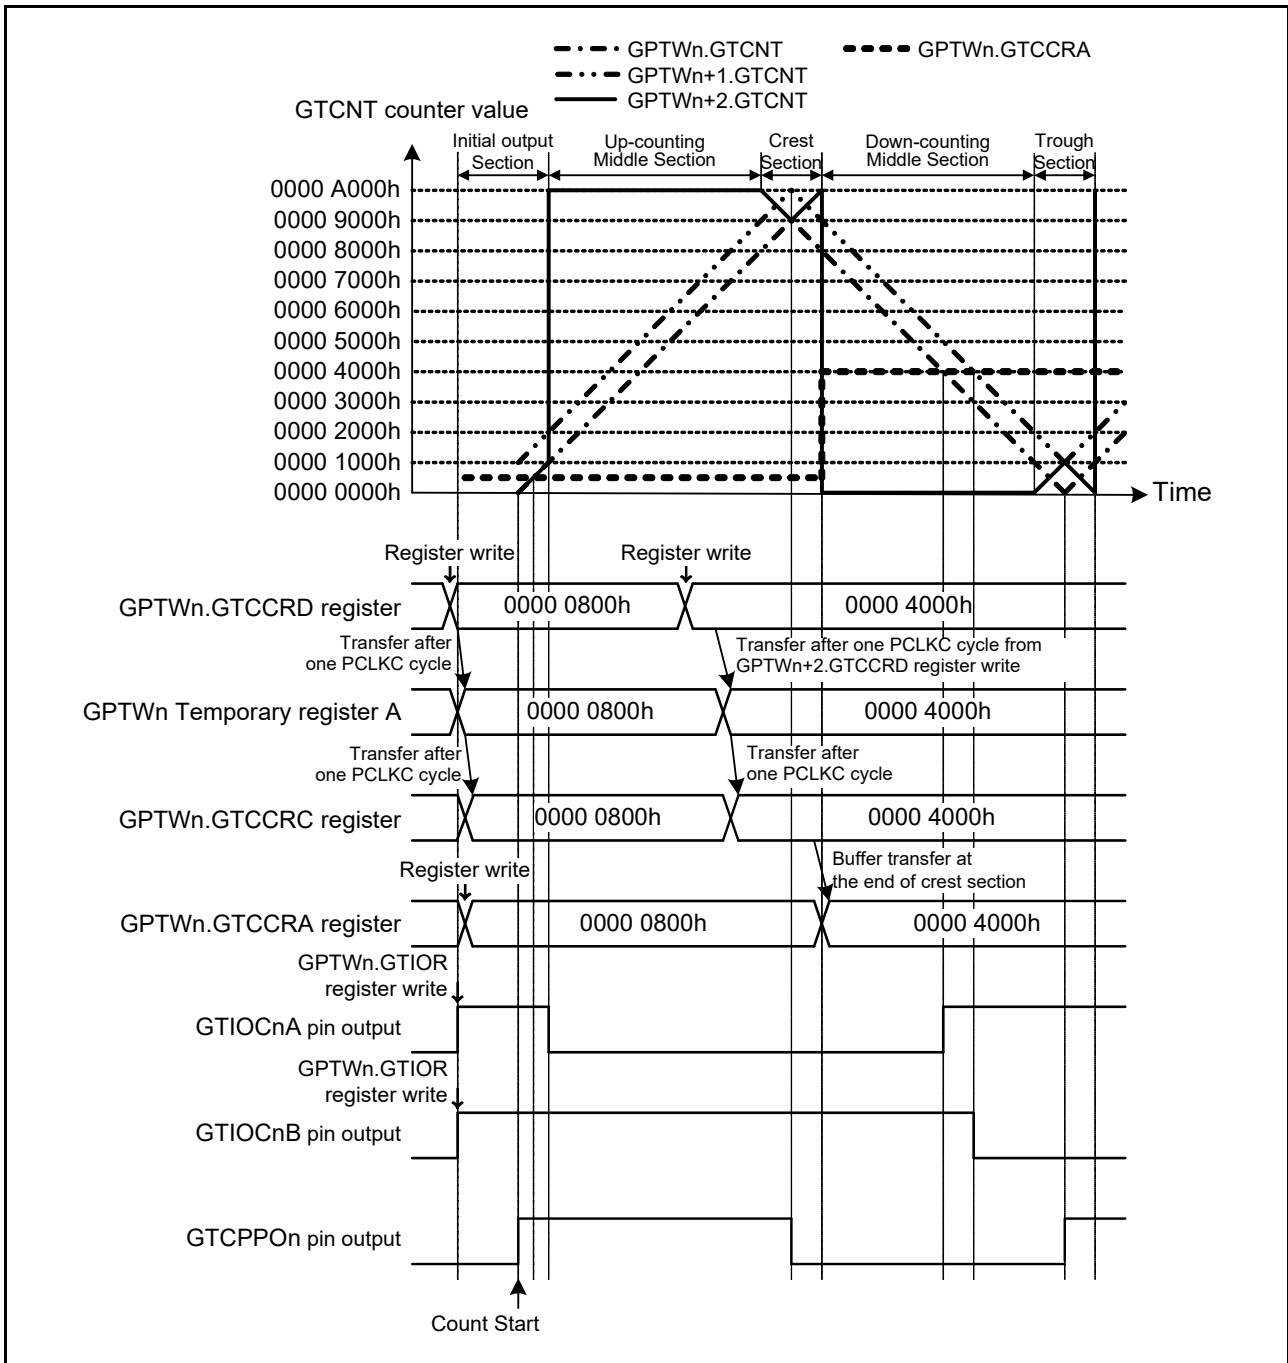 GPTWn.GTCNT
GPTWn.GTCCRA
GPTWn+1.GTCNT
GPTWn+2.GTCNT
GTCNT counter value
Initial output
Section
Up-counting
Middle Section
Crest
Section
Down-counting
Middle Section
Trough
Section
0000 A000h
0000 9000h
0000 8000h
0000 7000h
0000 6000h
0000 5000h
0000 4000h
0000 3000h
0000 2000h
0000 1000h
0000 0000h
Time
Register write
Register write
GPTWn.GTCCRD register
0000 0800h
0000 4000h
Transfer after
one PCLKC cycle
Transfer after one PCLKC cycle from
GPTWn+2.GTCCRD register write
GPTWn Temporary register A
0000 0800h
0000 4000h
Transfer after
one PCLKC cycle
Transfer after
one PCLKC cycle
GPTWn.GTCCRC register
0000 0800h
0000 4000h
Register write
Buffer transfer at
the end of crest section
GPTWn.GTCCRA register
0000 0800h
0000 4000h
GPTWn.GTIOR
register write
GTIOCnA pin output
GPTWn.GTIOR
register write
GTIOCnB pin output
GTCPPOn pin output
Count Start